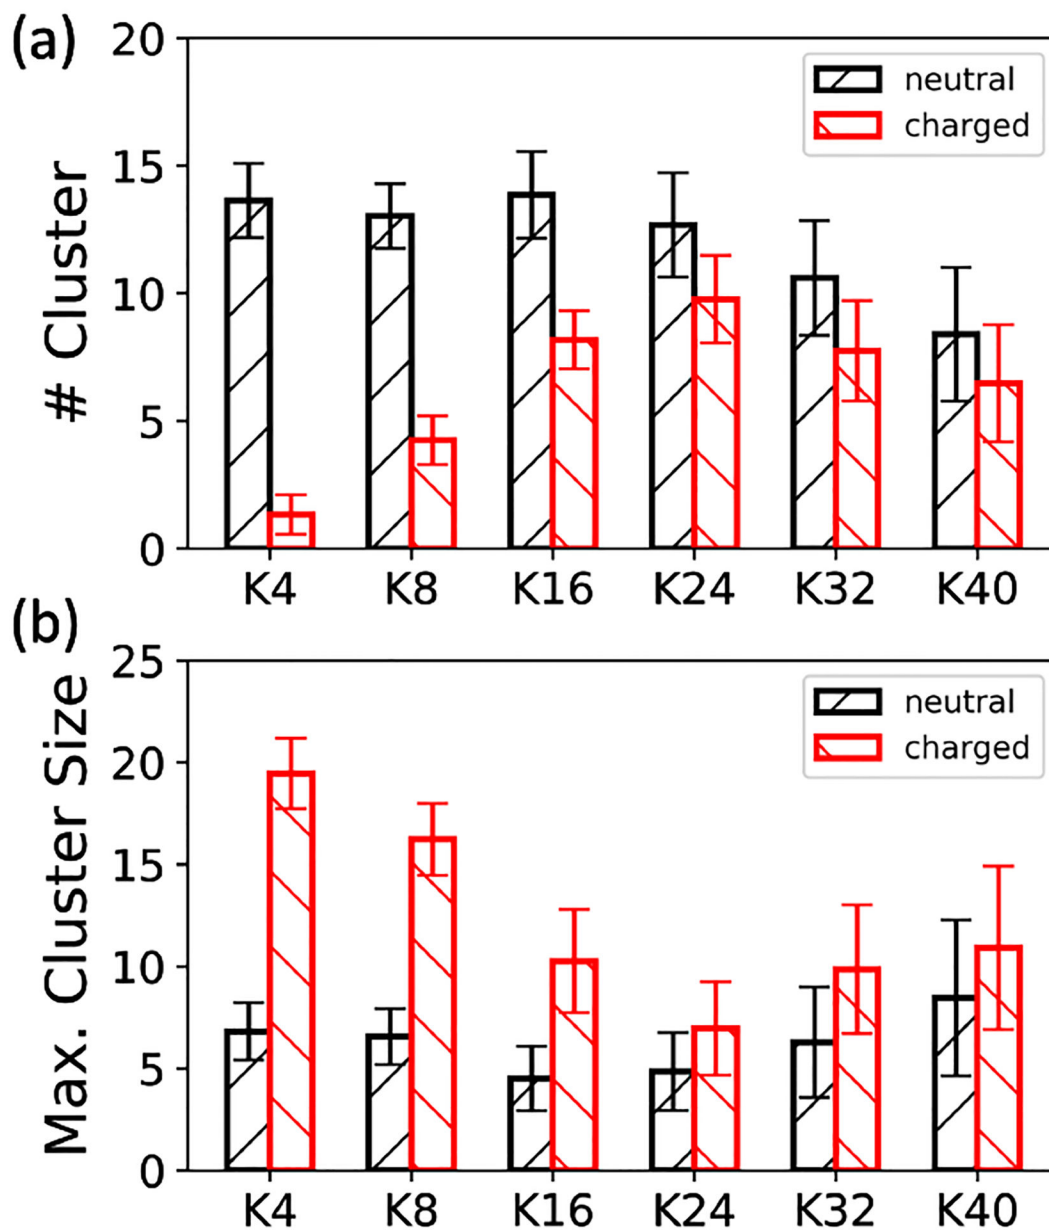 (a)
20
15
10
5
0
# Cluster
neutral
charged
K4 K8 K16 K24 K32 K40
(b)
25
20
15
10
5
0
Max. Cluster Size
neutral
charged
K4 K8 K16 K24 K32 K40